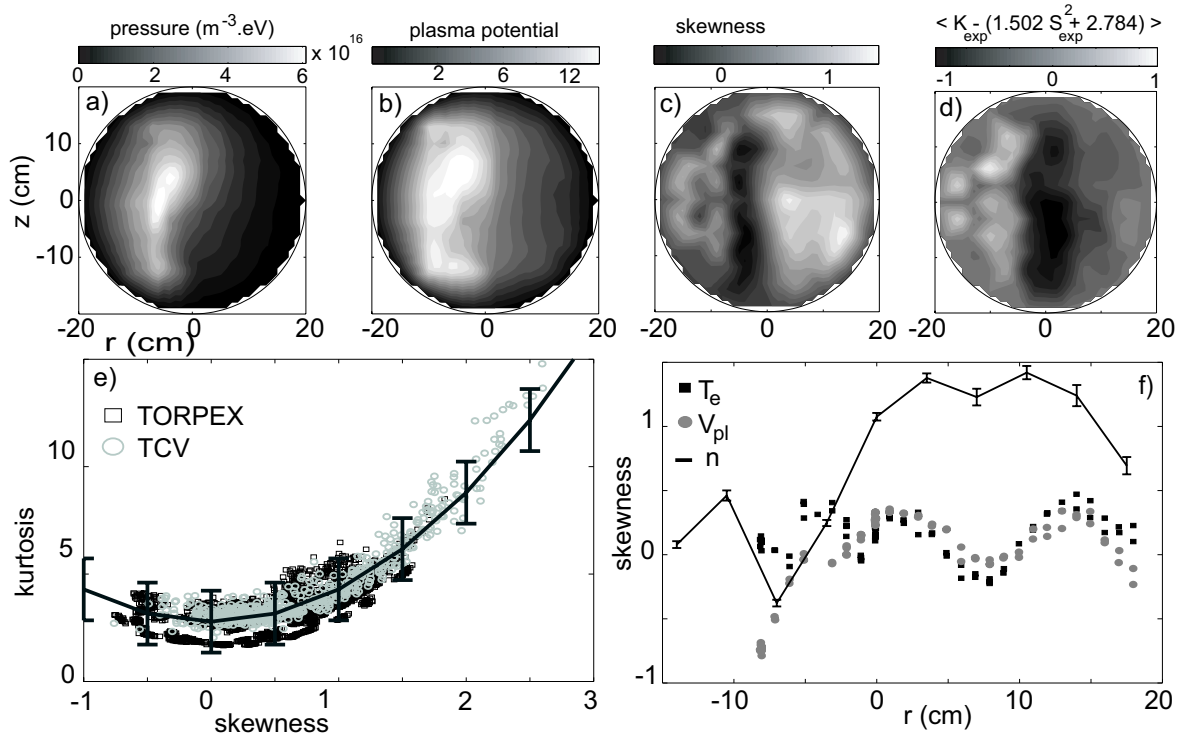 pressure (m⁻³.eV)
0 2 4 6 x 10¹⁶
plasma potential
2 8 12
skewness
0 1
< K_exp - (1.502 S²_exp + 2.784) >
-1 0 1
a)
b)
c)
d)
z (cm)
10
0
-10
-20 0 20
-20 0 20
-20 0 20
-20 0 20
r (cm)
e)
TORPEX
TCV
kurtosis
10
5
0
-1 0 1 2 3
skewness
f)
T_e
V_pl
n
skewness
1
0
-1
-10 0 10 20
r (cm)